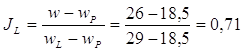 J_L = (w − w_P) / (w_L − w_P) = (26 − 18,5) / (29 − 18,5) = 0,71